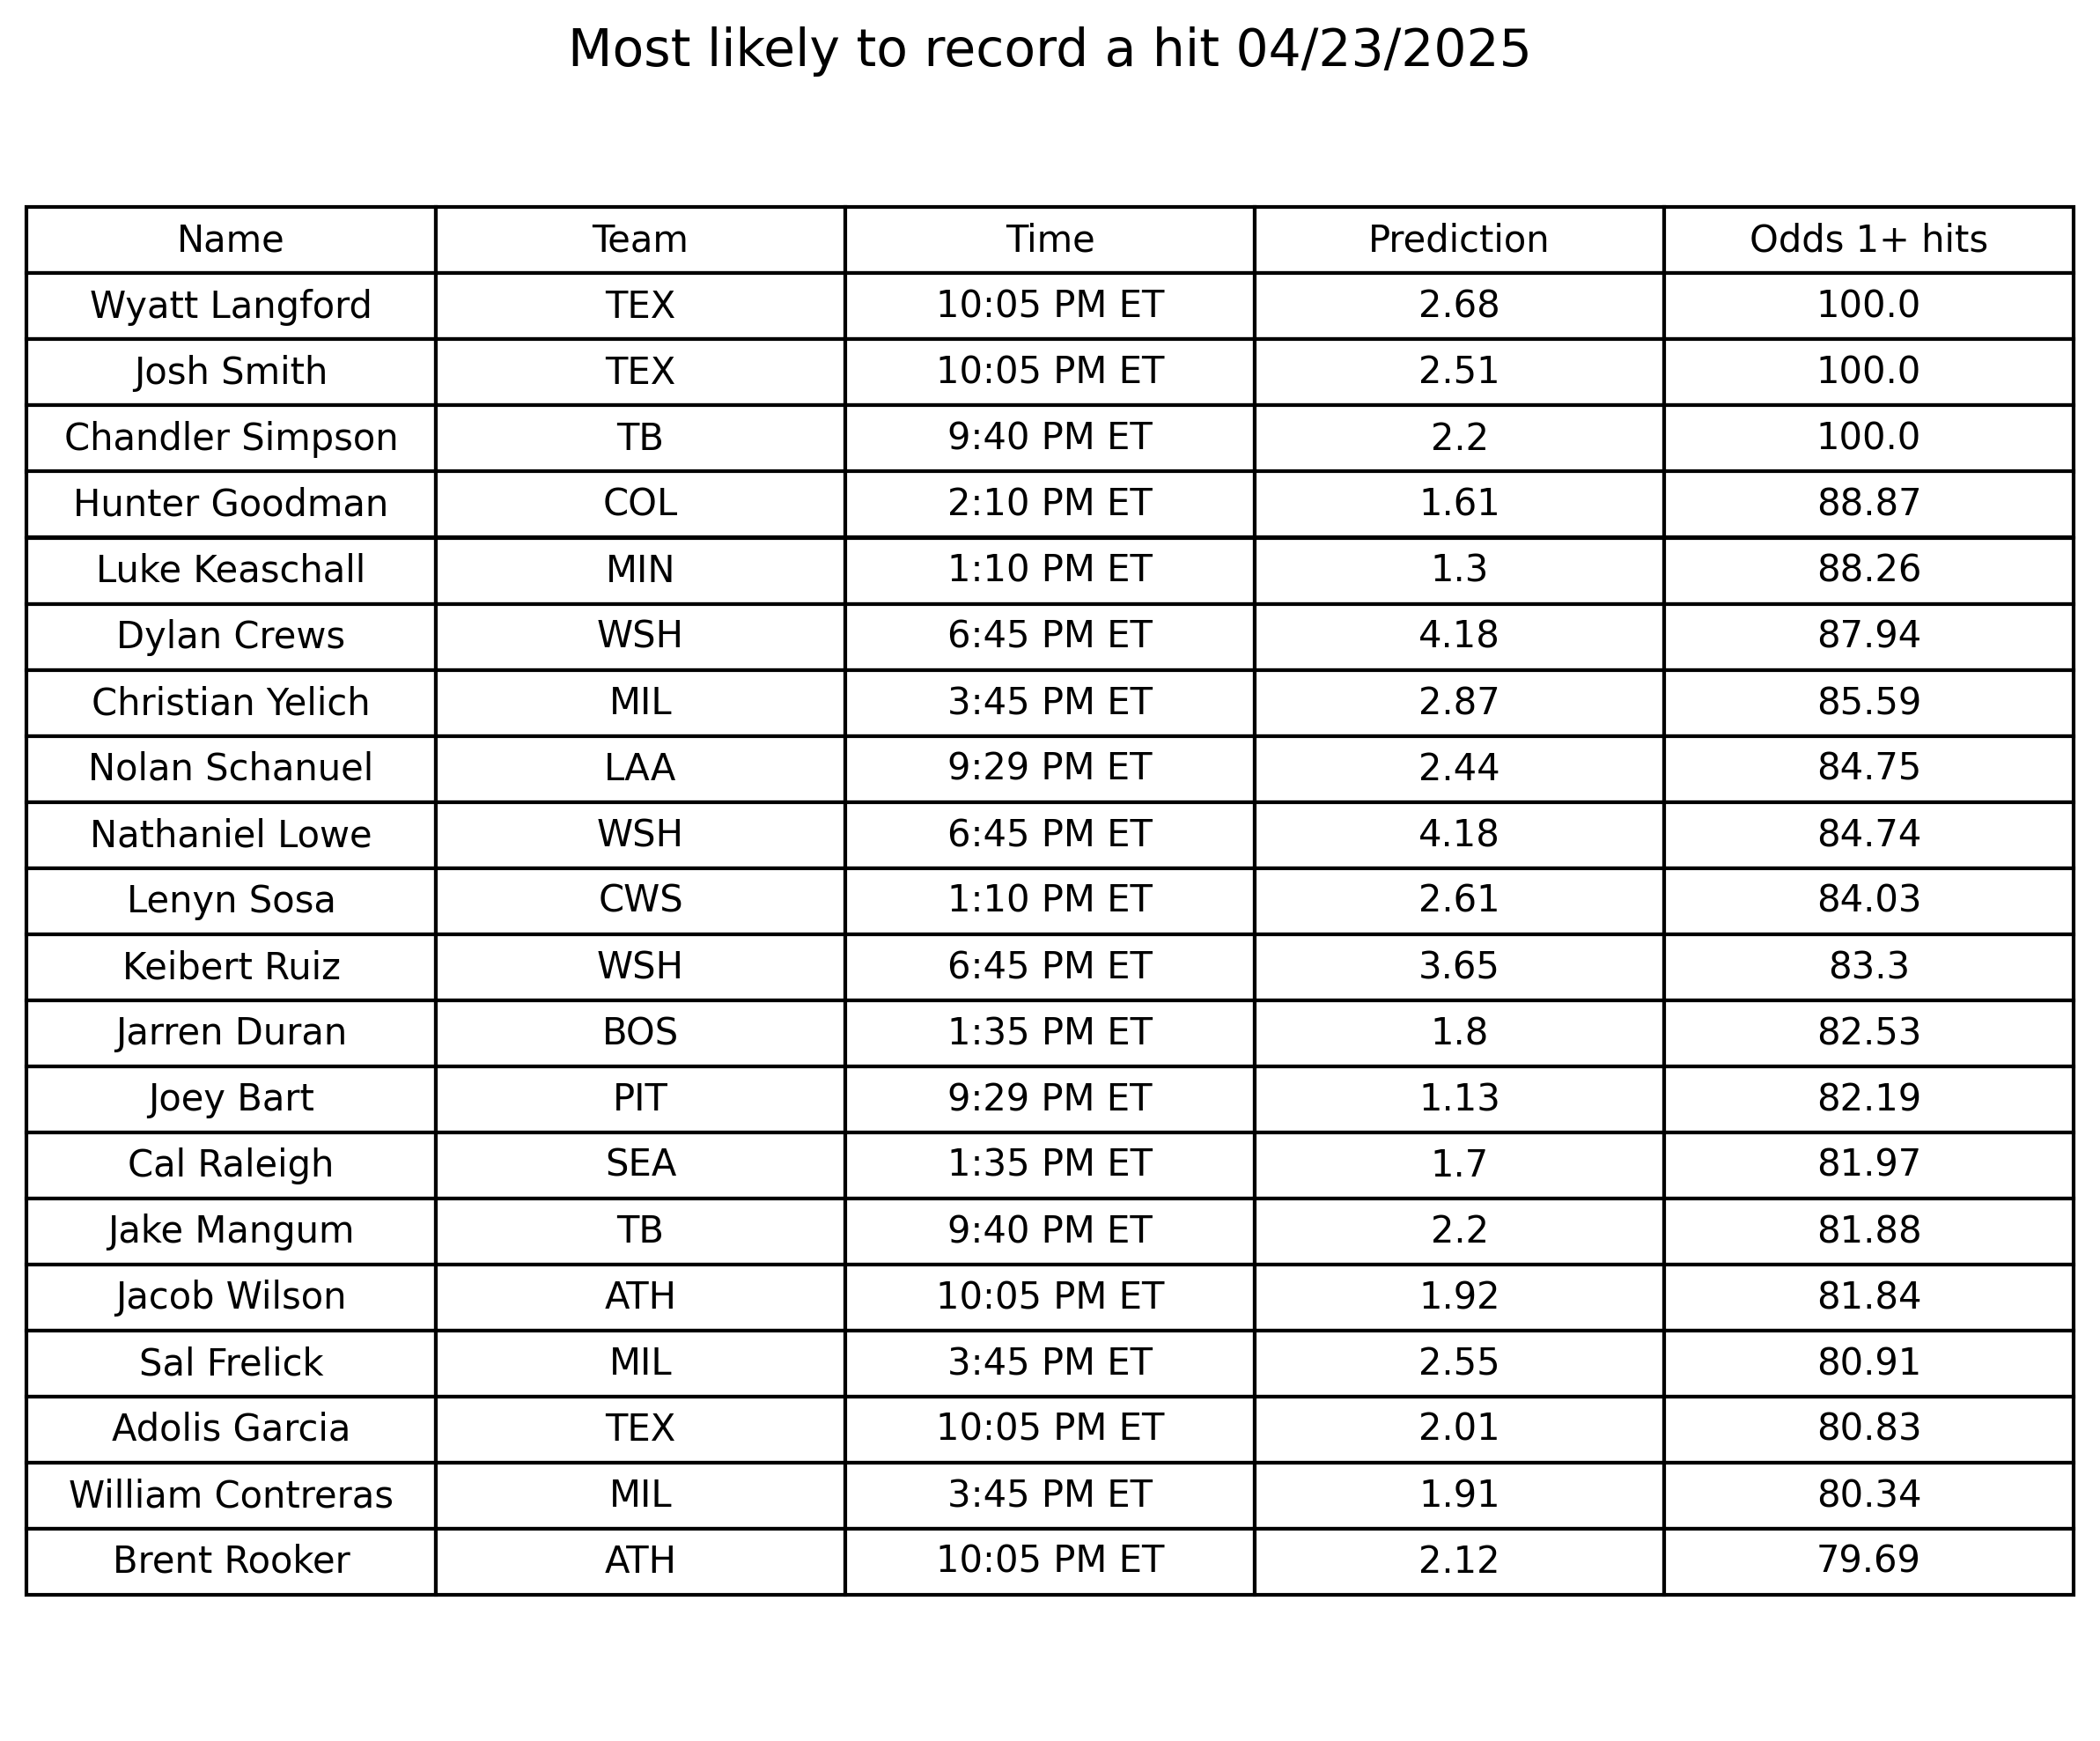 Most likely to record a hit 04/23/2025
Name Team Time Prediction Odds 1+ hits
Wyatt Langford TEX 10:05 PM ET 2.68 100.0
Josh Smith TEX 10:05 PM ET 2.51 100.0
Chandler Simpson TB 9:40 PM ET 2.2 100.0
Hunter Goodman COL 2:10 PM ET 1.61 88.87
Luke Keaschall MIN 1:10 PM ET 1.3 88.26
Dylan Crews WSH 6:45 PM ET 4.18 87.94
Christian Yelich MIL 3:45 PM ET 2.87 85.59
Nolan Schanuel LAA 9:29 PM ET 2.44 84.75
Nathaniel Lowe WSH 6:45 PM ET 4.18 84.74
Lenyn Sosa CWS 1:10 PM ET 2.61 84.03
Keibert Ruiz WSH 6:45 PM ET 3.65 83.3
Jarren Duran BOS 1:35 PM ET 1.8 82.53
Joey Bart PIT 9:29 PM ET 1.13 82.19
Cal Raleigh SEA 1:35 PM ET 1.7 81.97
Jake Mangum TB 9:40 PM ET 2.2 81.88
Jacob Wilson ATH 10:05 PM ET 1.92 81.84
Sal Frelick MIL 3:45 PM ET 2.55 80.91
Adolis Garcia TEX 10:05 PM ET 2.01 80.83
William Contreras MIL 3:45 PM ET 1.91 80.34
Brent Rooker ATH 10:05 PM ET 2.12 79.69